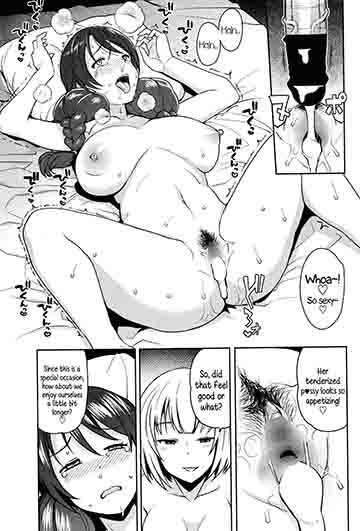 Hah...
Hah...
Whoa~!
♡
So sexy~
♡
Her
tenderized
p♥ssy looks
so
appetizing!
♡
So, did
that feel
good or
what?
Since this is
a special
occasion,
how about we
enjoy ourselves
a little bit
longer?
♡